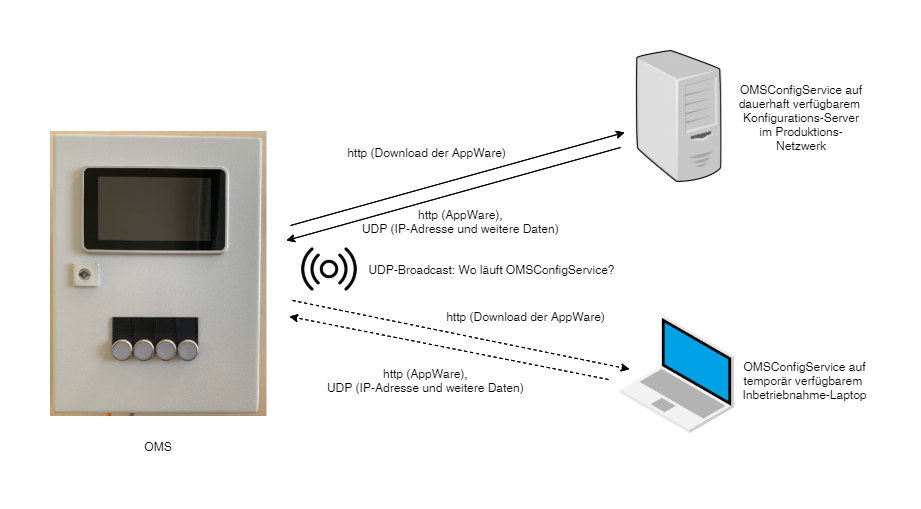 OMSConfigService auf
dauerhaft verfügbarem
Konfigurations-Server
im Produktions-
Netzwerk
http (Download der AppWare)
http (AppWare),
UDP (IP-Adresse und weitere Daten)
UDP-Broadcast: Wo läuft OMSConfigService?
http (Download der AppWare)
http (AppWare),
UDP (IP-Adresse und weitere Daten)
OMSConfigService auf
temporär verfügbarem
Inbetriebnahme-Laptop
OMS